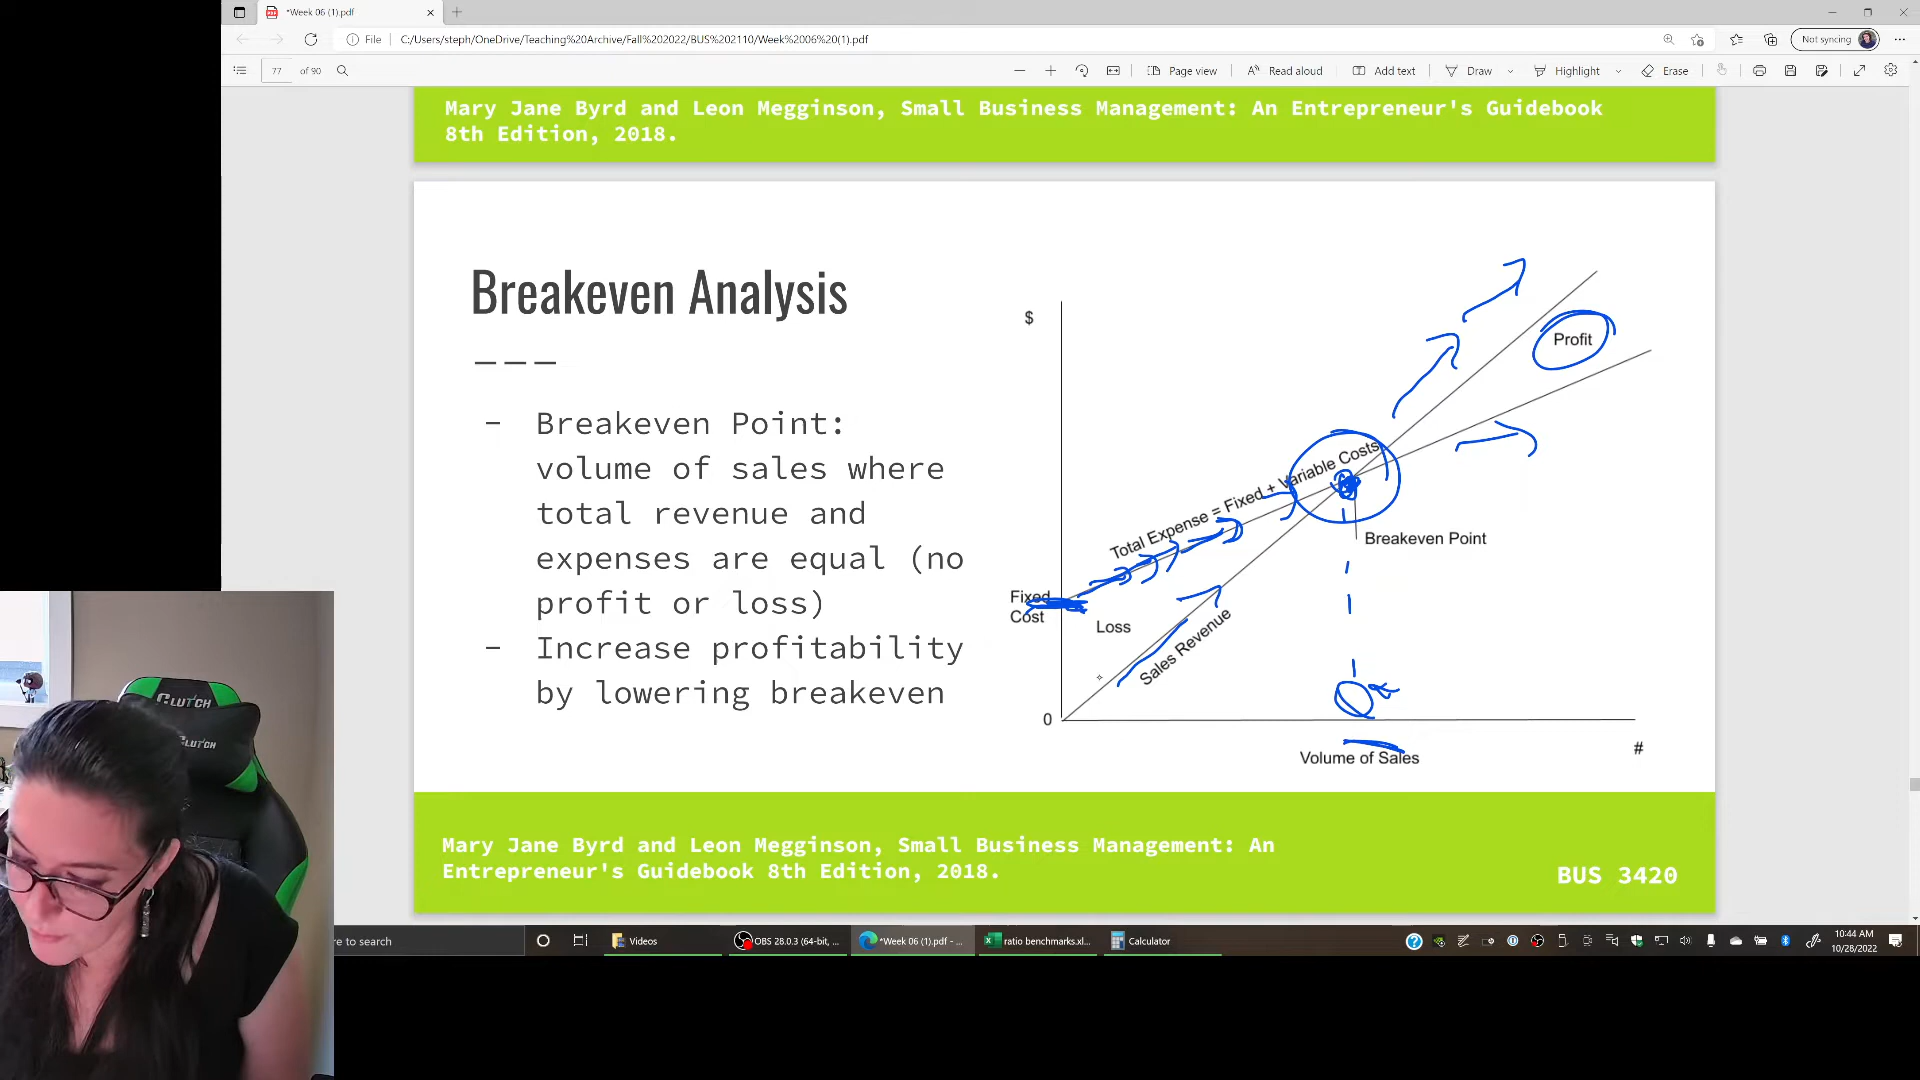 *Week 06 (1).pdf
File C:/Users/steph/OneDrive/Teaching%20Archive/Fall%202022/BUS%202110/Week%2006%20(1).pdf
Not syncing
77 of 90
Page view
Read aloud
Add text
Draw
Highlight
Erase
Mary Jane Byrd and Leon Megginson, Small Business Management: An Entrepreneur's Guidebook
8th Edition, 2018.
Breakeven Analysis
- Breakeven Point:
volume of sales where
total revenue and
expenses are equal (no
profit or loss)
- Increase profitability
by lowering breakeven
$
Profit
Total Expense = Fixed + Variable Costs
Breakeven Point
Fixed
Cost
Loss
Sales Revenue
Q*
0
#
Volume of Sales
Mary Jane Byrd and Leon Megginson, Small Business Management: An
Entrepreneur's Guidebook 8th Edition, 2018.
BUS 3420
CLUTCH
CLUTCH
re to search
Videos
OBS 28.0.3 (64-bit, ...
*Week 06 (1).pdf - ...
ratio benchmarks.xl...
Calculator
10:44 AM
10/28/2022